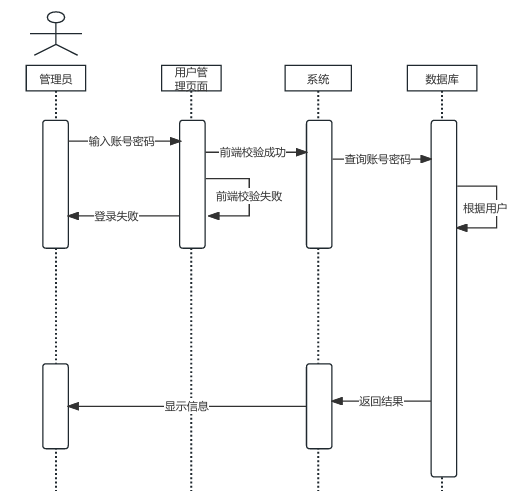 管理员
用户管
理页面
系统
数据库
输入账号密码
前端校验成功
查询账号密码
前端校验失败
根据用户
登录失败
返回结果
显示信息